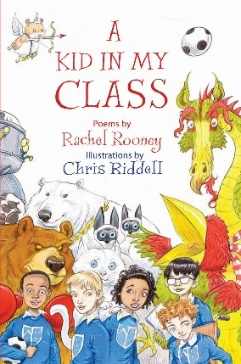 A
KID IN MY
CLASS
Poems by
Rachel Rooney
Illustrations by
Chris Riddell